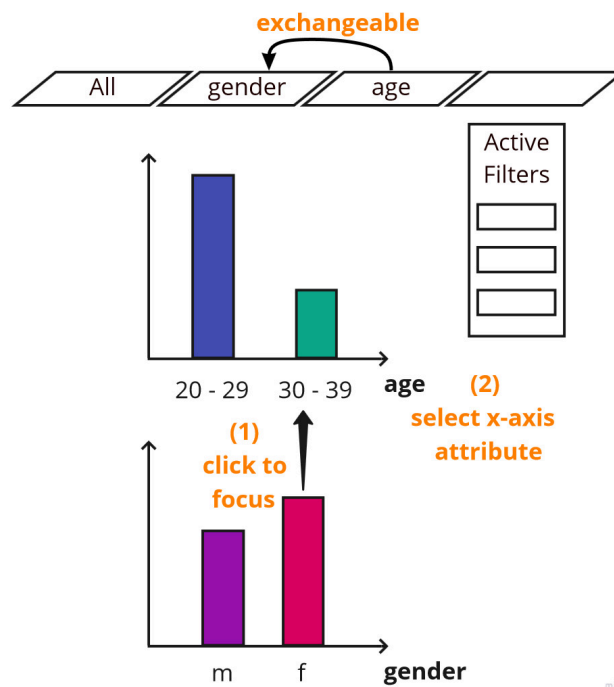 exchangeable
All
gender
age
Active
Filters
20 - 29
30 - 39
age
(2)
select x-axis
attribute
(1)
click to
focus
m
f
gender